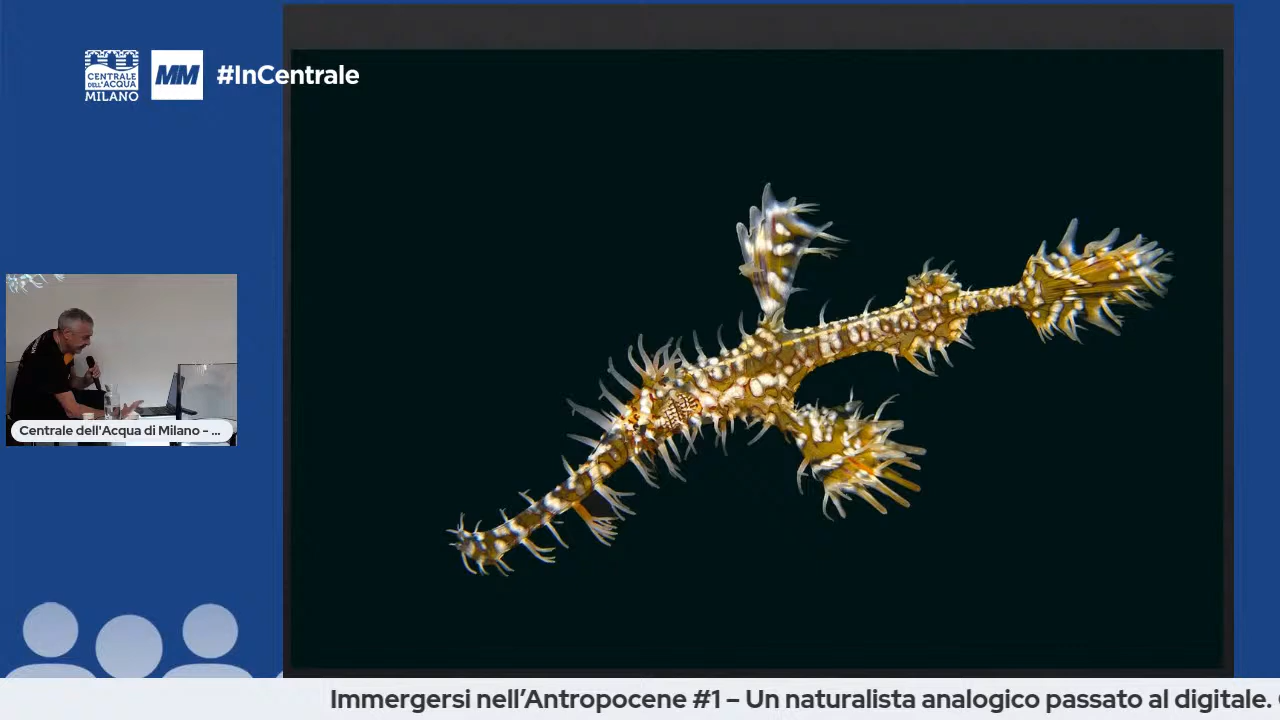 CENTRALE
DELL'ACQUA
MILANO
MM
#InCentrale
Centrale dell'Acqua di Milano - ...
Immergersi nell'Antropocene #1 – Un naturalista analogico passato al digitale.